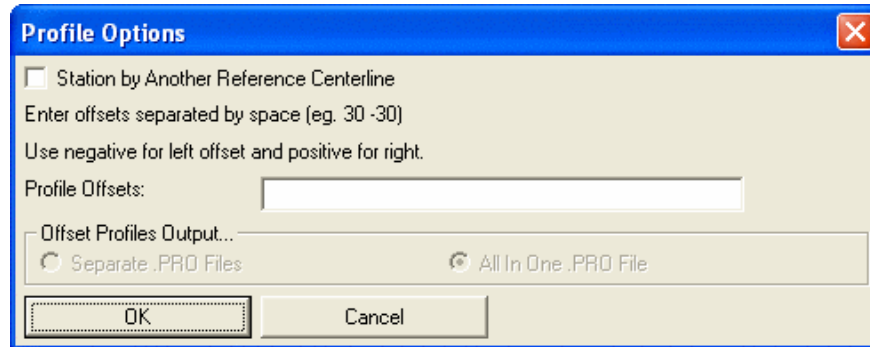 Profile Options
Station by Another Reference Centerline
Enter offsets separated by space (eg. 30 -30)
Use negative for left offset and positive for right.
Profile Offsets:
Offset Profiles Output...
Separate .PRO Files All In One .PRO File
OK Cancel